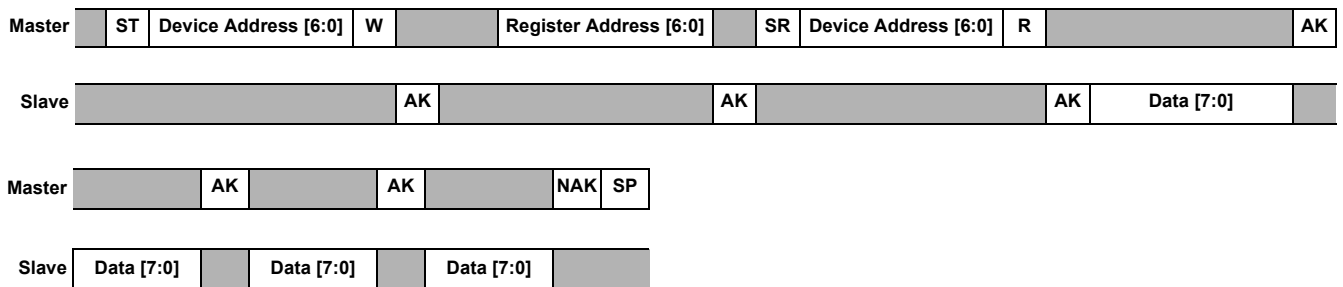 Master ST Device Address [6:0] W Register Address [6:0] SR Device Address [6:0] R AK
Slave AK AK AK Data [7:0]
Master AK AK NAK SP
Slave Data [7:0] Data [7:0] Data [7:0]